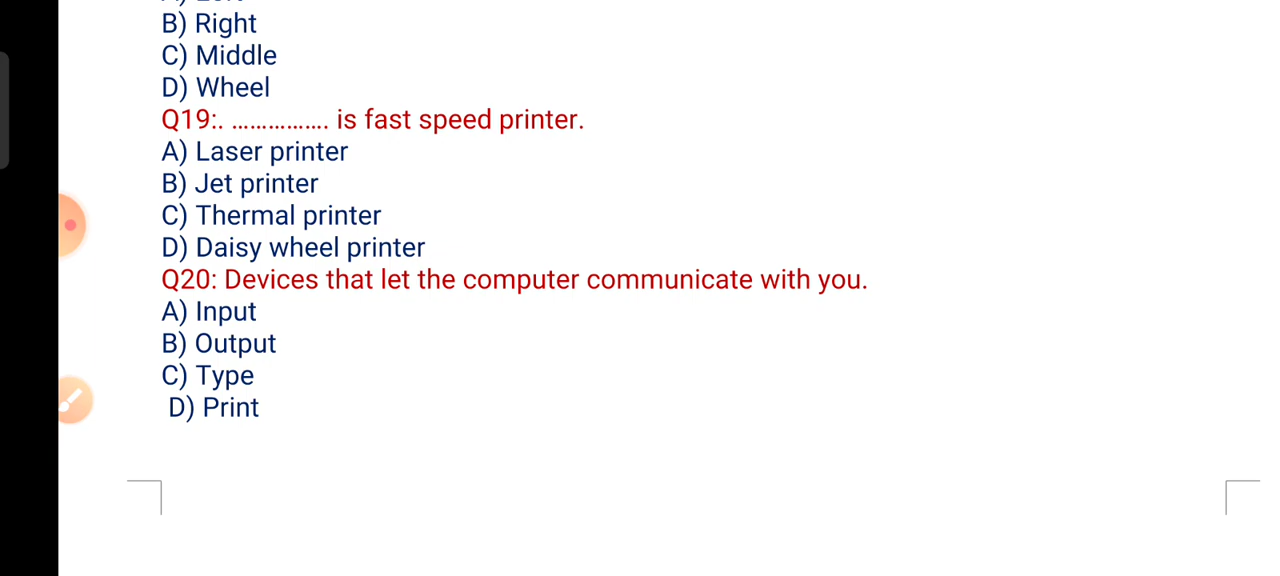 B) Right
C) Middle
D) Wheel
Q19:. ................ is fast speed printer.
A) Laser printer
B) Jet printer
C) Thermal printer
D) Daisy wheel printer
Q20: Devices that let the computer communicate with you.
A) Input
B) Output
C) Type
D) Print